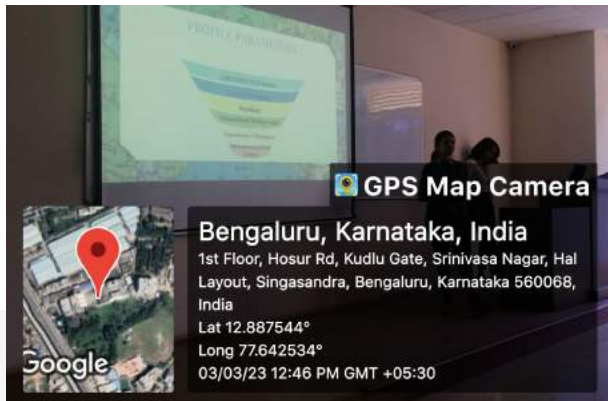 PROFILE PARAMETERS
GPS Map Camera
Bengaluru, Karnataka, India
1st Floor, Hosur Rd, Kudlu Gate, Srinivasa Nagar, Hal
Layout, Singasandra, Bengaluru, Karnataka 560068,
India
Lat 12.887544°
Long 77.642534°
03/03/23 12:46 PM GMT +05:30
Google